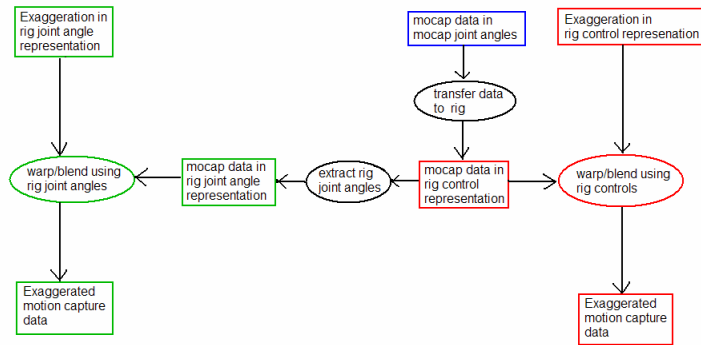 Exaggeration in
rig joint angle
representation
mocap data in
mocap joint angles
Exaggeration in
rig control represenation
transfer data
to rig
warp/blend using
rig joint angles
mocap data in
rig joint angle
representation
extract rig
joint angles
mocap data in
rig control
representation
warp/blend using
rig controls
Exaggerated
motion capture
data
Exaggerated
motion capture
data